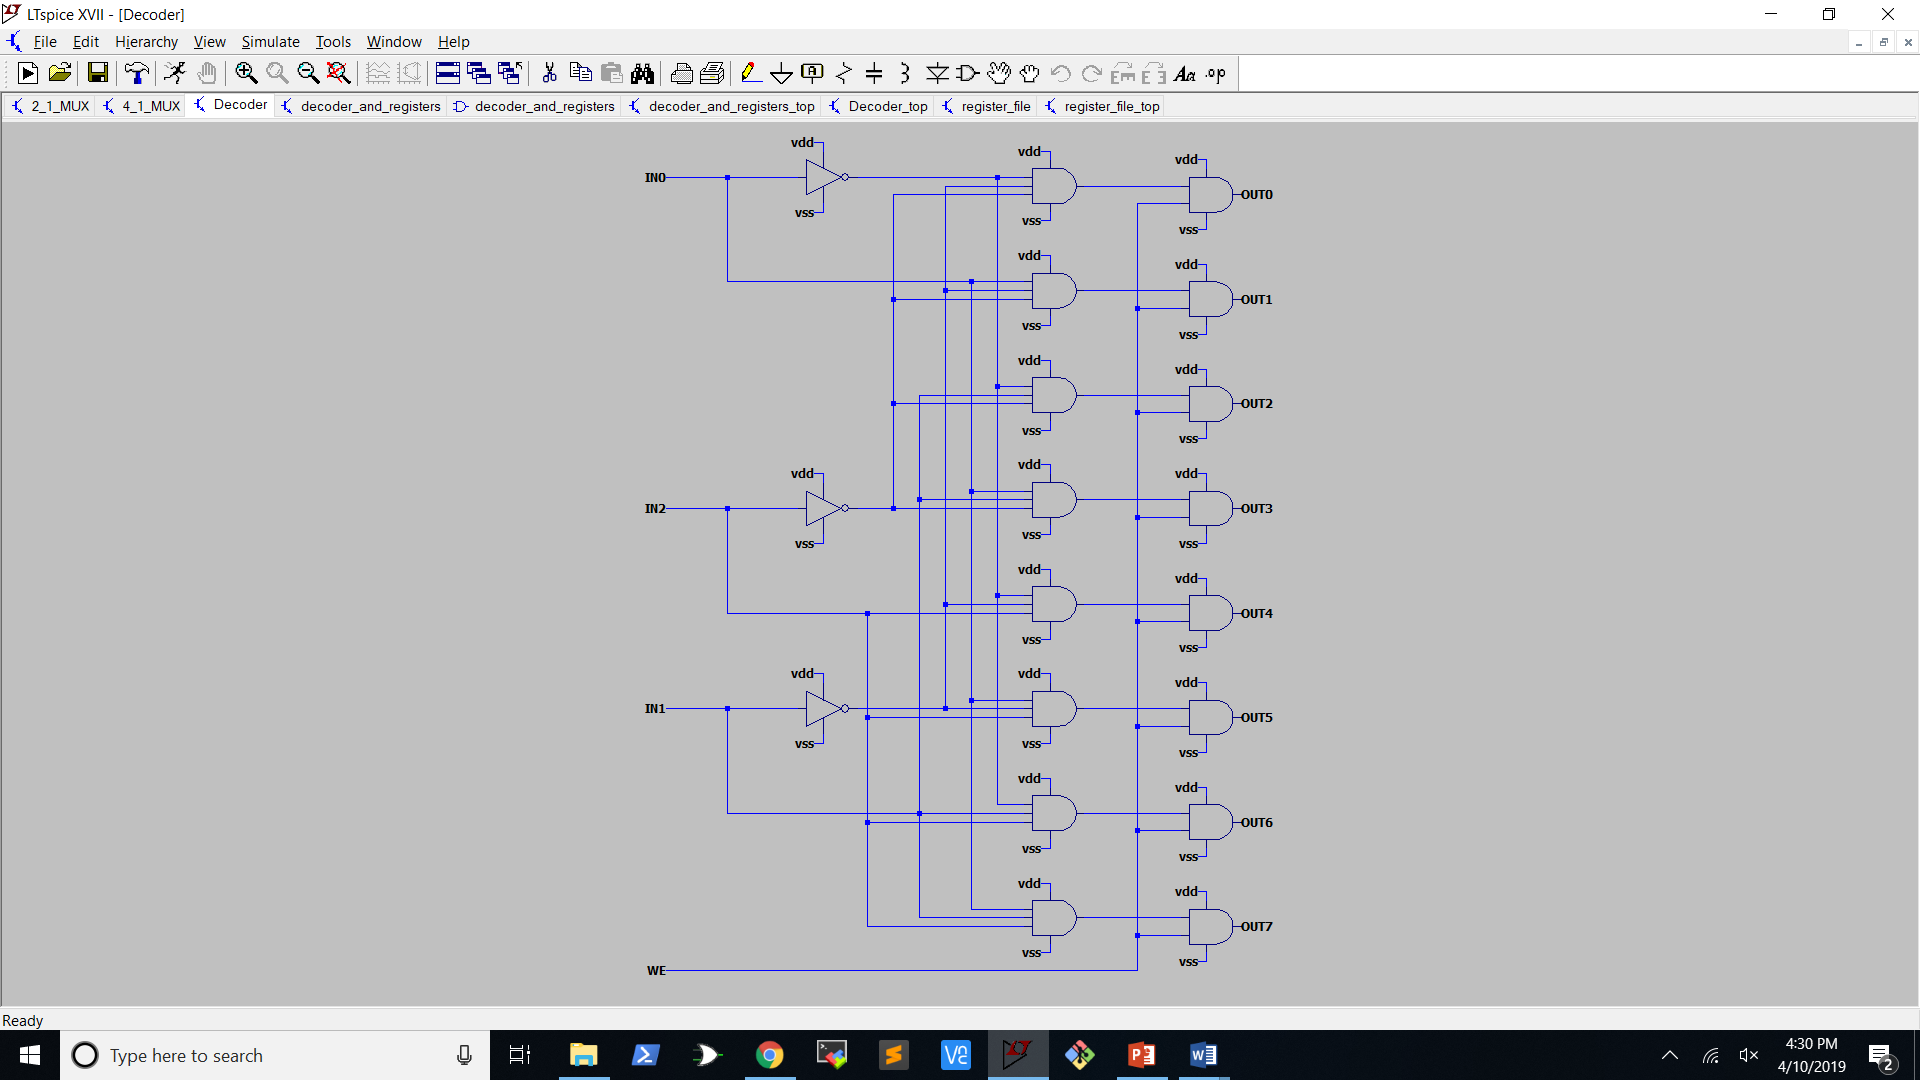 LTspice XVII - [Decoder]
File Edit Hierarchy View Simulate Tools Window Help
Aa .op
2_1_MUX 4_1_MUX Decoder decoder_and_registers decoder_and_registers decoder_and_registers_top Decoder_top register_file register_file_top
vdd vdd vdd
IN0 OUT0
vss vss vss
vdd vdd
OUT1
vss vss
vdd vdd
OUT2
vss vss
vdd vdd vdd
IN2 OUT3
vss vss vss
vdd vdd
OUT4
vss vss
vdd vdd vdd
IN1 OUT5
vss vss vss
vdd vdd
OUT6
vss vss
vdd vdd
OUT7
vss vss
WE
Ready
Type here to search
4:30 PM
4/10/2019
2